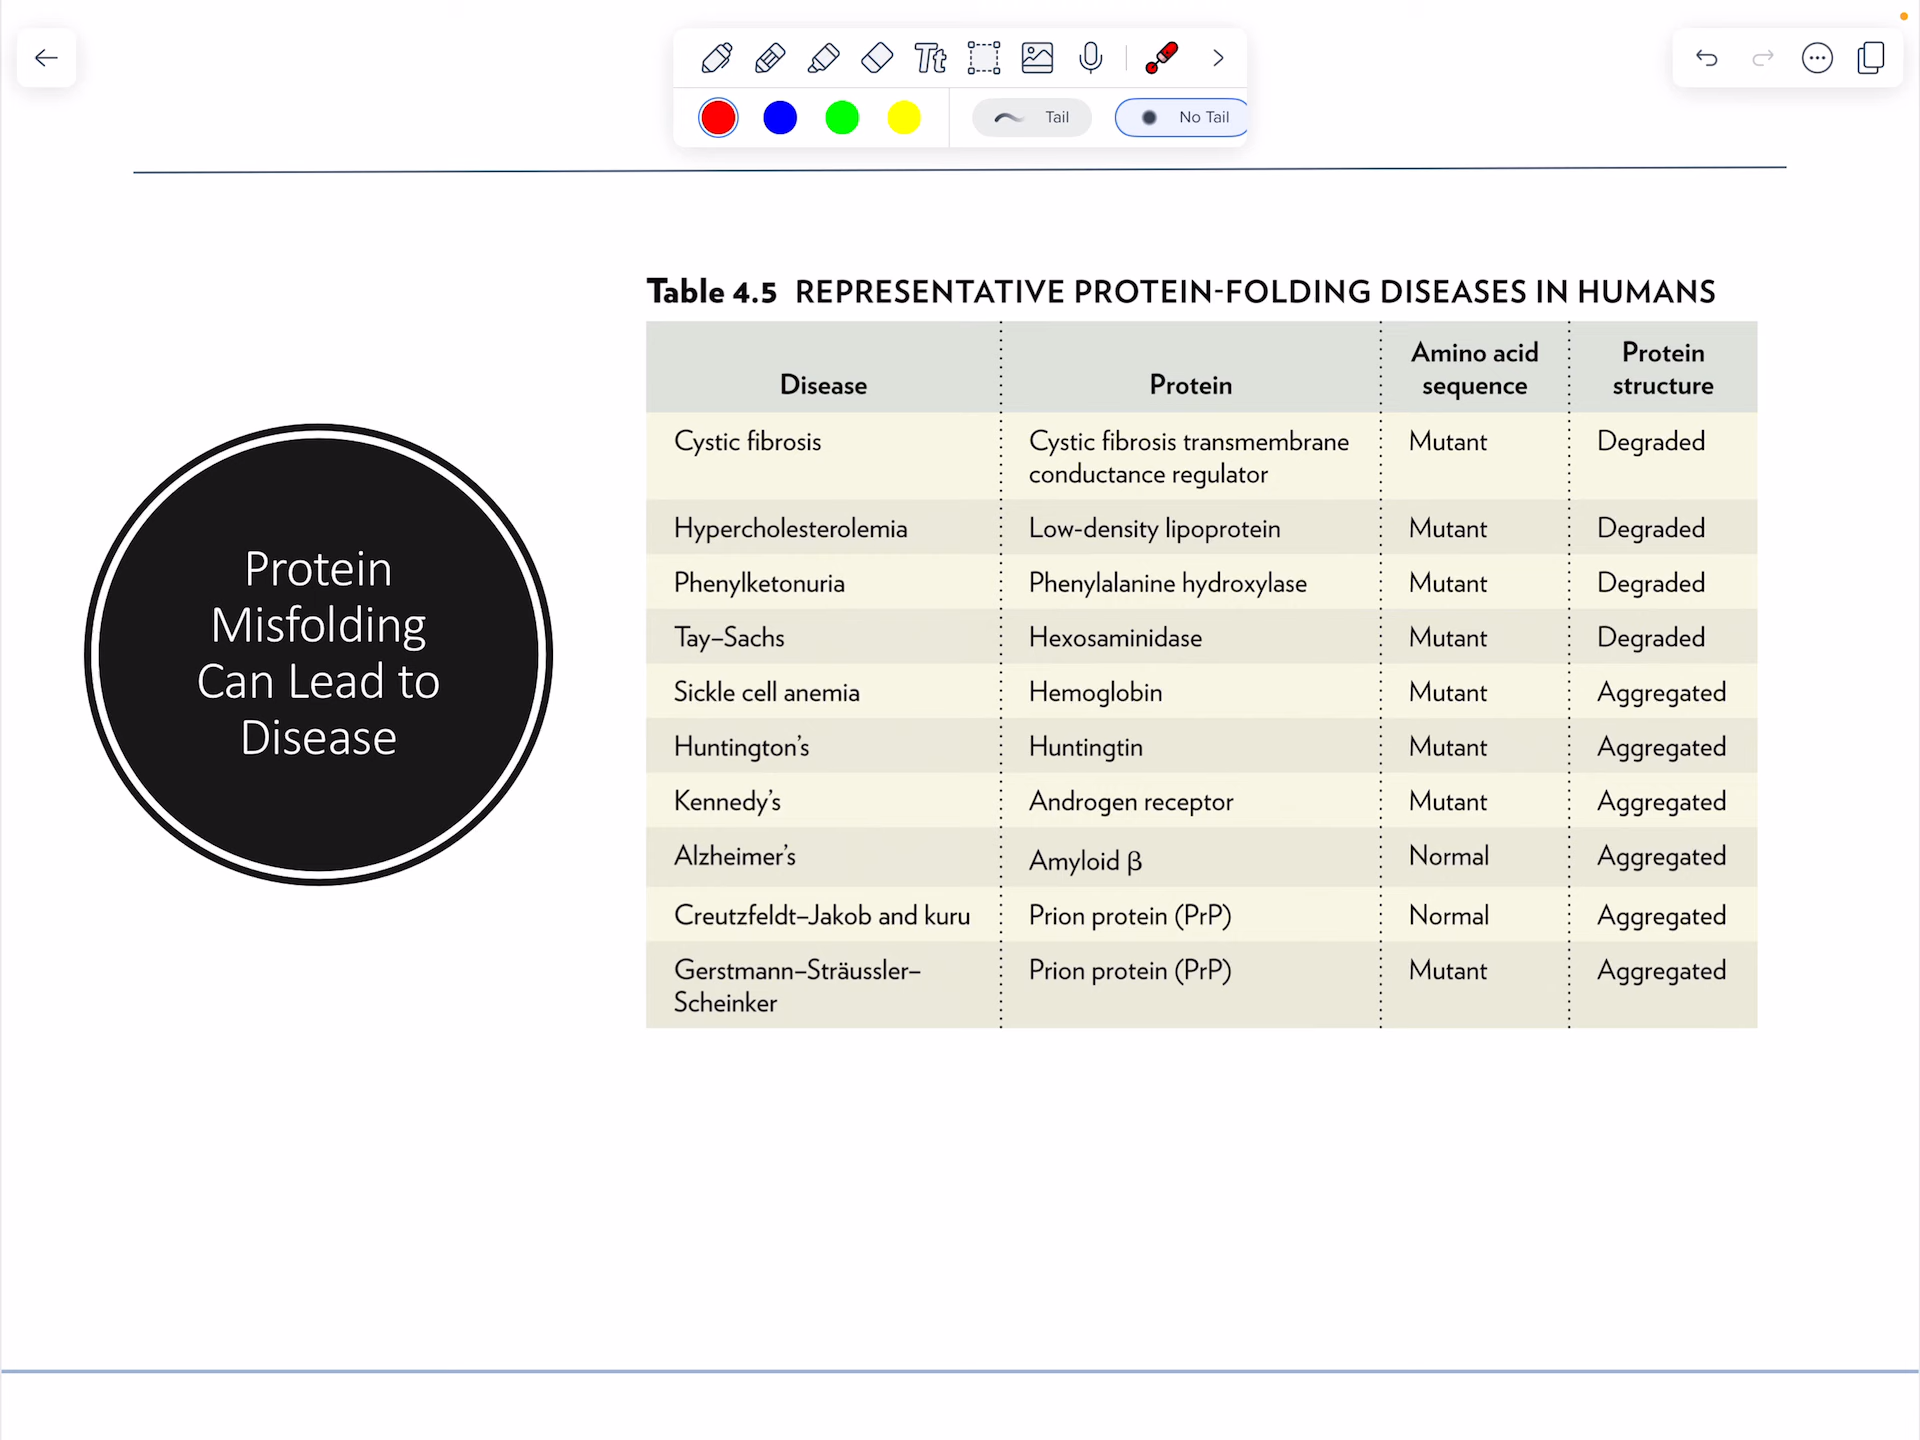 Tt
Tail
No Tail
Table 4.5 REPRESENTATIVE PROTEIN-FOLDING DISEASES IN HUMANS
Disease Protein Amino acid sequence Protein structure
Cystic fibrosis Cystic fibrosis transmembrane conductance regulator Mutant Degraded
Hypercholesterolemia Low-density lipoprotein Mutant Degraded
Phenylketonuria Phenylalanine hydroxylase Mutant Degraded
Tay–Sachs Hexosaminidase Mutant Degraded
Sickle cell anemia Hemoglobin Mutant Aggregated
Huntington’s Huntingtin Mutant Aggregated
Kennedy’s Androgen receptor Mutant Aggregated
Alzheimer’s Amyloid β Normal Aggregated
Creutzfeldt–Jakob and kuru Prion protein (PrP) Normal Aggregated
Gerstmann–Sträussler–Scheinker Prion protein (PrP) Mutant Aggregated
Protein
Misfolding
Can Lead to
Disease